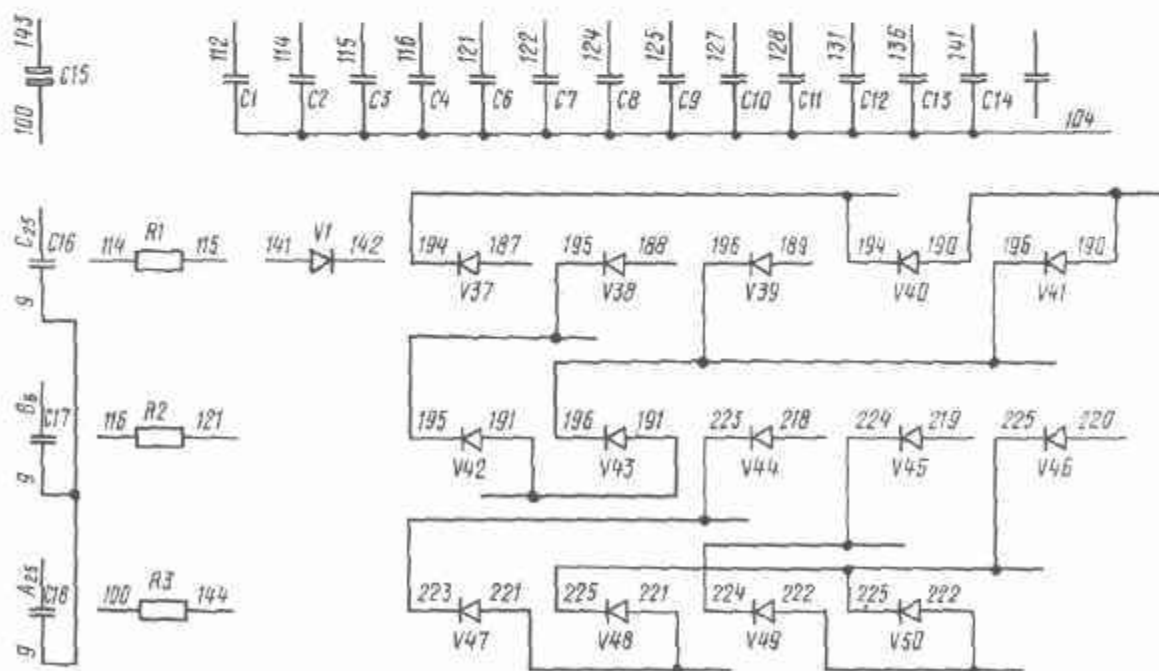 143 C15 100
112 114 115 116 121 122 124 125 127 128 131 136 141
C1 C2 C3 C4 C6 C7 C8 C9 C10 C11 C12 C13 C14
104
C25 C16 9
114 R1 115
141 V1 142
194 187 195 188 196 189 194 190 196 190
V37 V38 V39 V40 V41
C17 9
116 R2 121
195 191 196 191 223 218 224 219 225 220
V42 V43 V44 V45 V46
A25 C18 9
100 R3 144
223 221 225 221 224 222 225 222
V47 V48 V49 V50